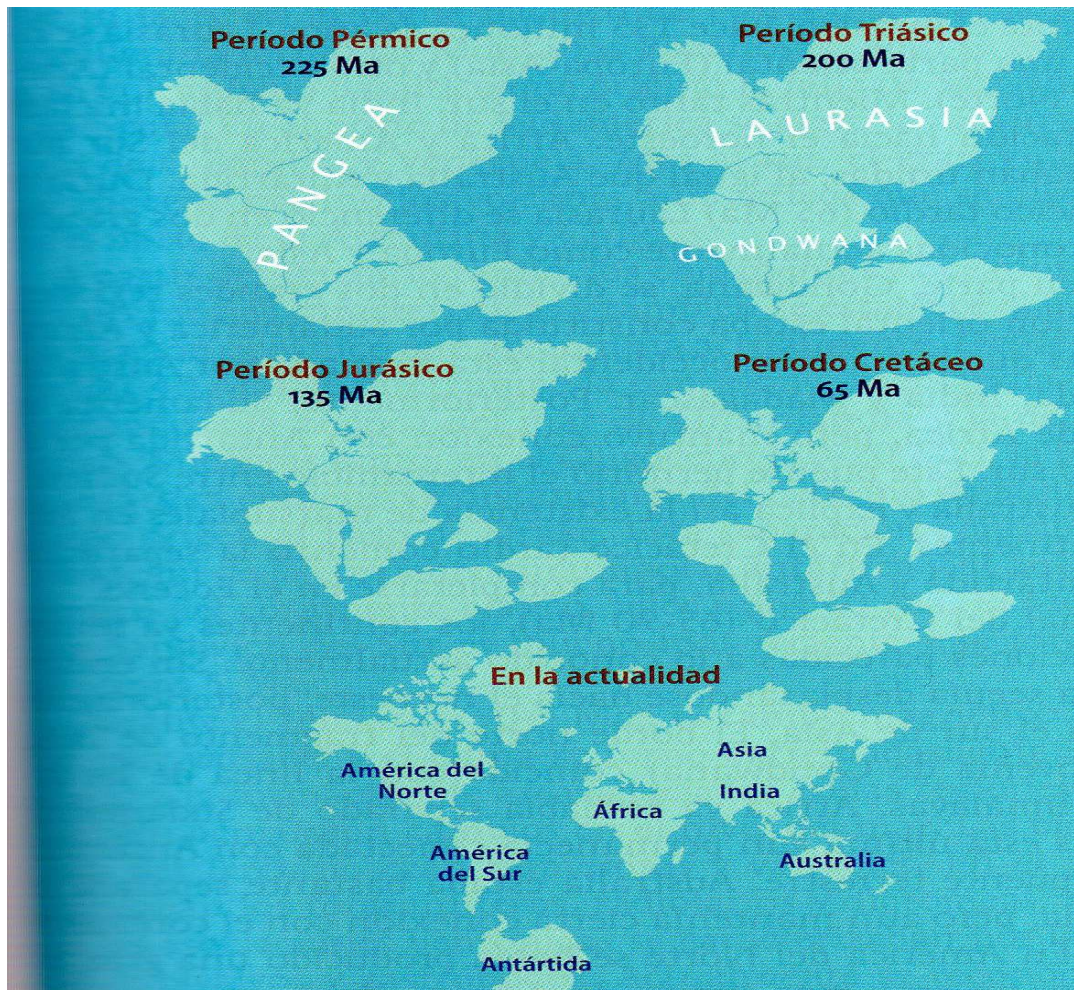 Período Pérmico
225 Ma
PANGEA
Período Triásico
200 Ma
LAURASIA
GONDWANA
Período Jurásico
135 Ma
Período Cretáceo
65 Ma
En la actualidad
América del
Norte
Asia
India
África
América
del Sur
Australia
Antártida